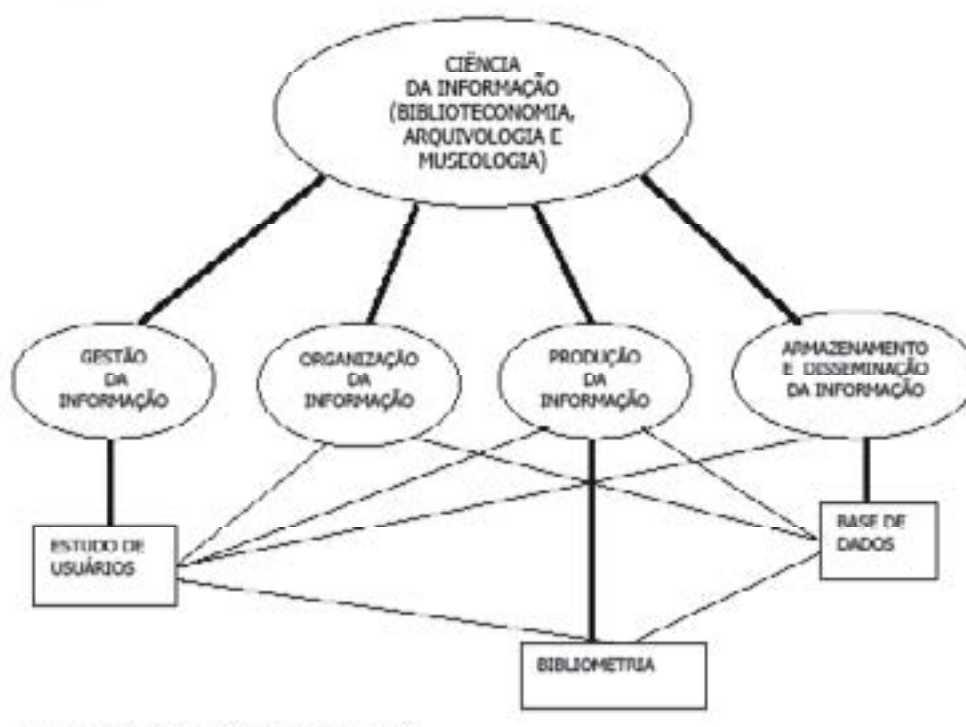 CIÊNCIA
DA INFORMAÇÃO
(BIBLIOTECONOMIA,
ARQUIVOLOGIA E
MUSEOLOGIA)
GESTÃO
DA
INFORMAÇÃO
ORGANIZAÇÃO
DA
INFORMAÇÃO
PRODUÇÃO
DA
INFORMAÇÃO
ARMAZENAMENTO
E DISSEMINAÇÃO
DA INFORMAÇÃO
ESTUDO DE
USUÁRIOS
BASE DE
DADOS
BIBLIOMETRIA